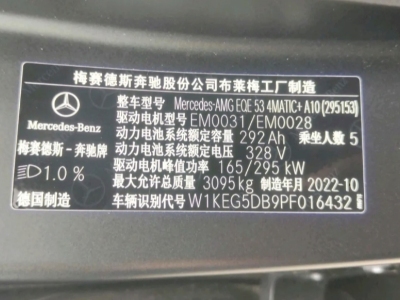 梅赛德斯奔驰股份公司布莱梅工厂制造
整车型号 Mercedes-AMG EQE 53 4MATIC+ A10 (295153)
驱动电机型号 EM0031/EM0028
Mercedes-Benz
动力电池系统额定容量 292Ah 乘坐人数 5
梅赛德斯-奔驰牌
动力电池系统额定电压 328 V
驱动电机峰值功率 165/295 kW
1.0 %
最大允许总质量 3095kg 制造年月 2022-10
德国制造
车辆识别代号 W1KEG5DB9PF016432